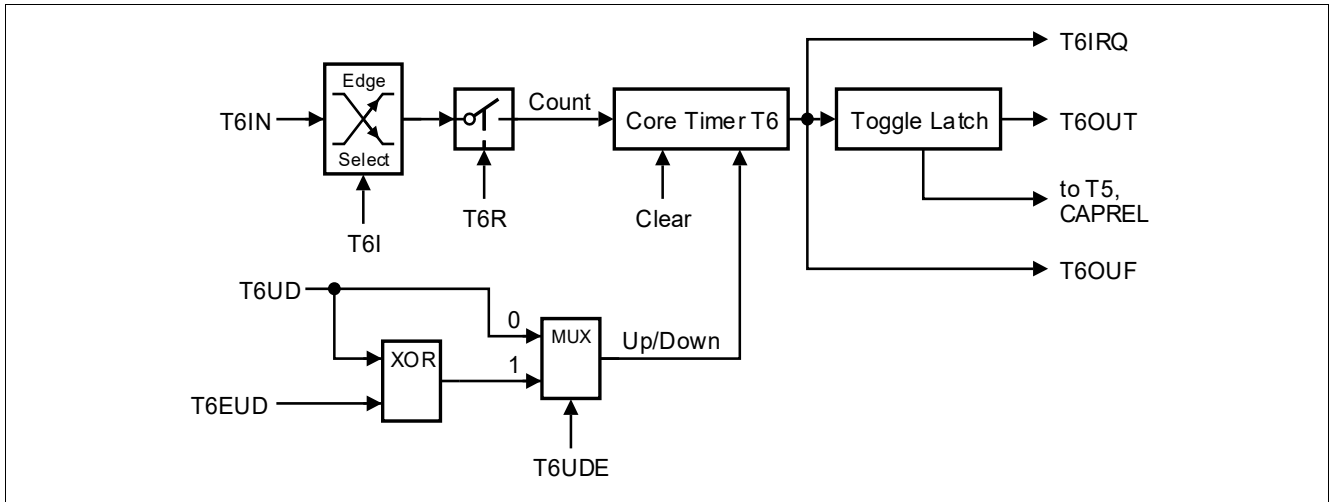 T6IRQ
Edge
Count
T6IN
Core Timer T6
Toggle Latch
T6OUT
Select
to T5,
CAPREL
T6R
Clear
T6I
T6OUF
T6UD
0
MUX
Up/Down
XOR
1
T6EUD
T6UDE